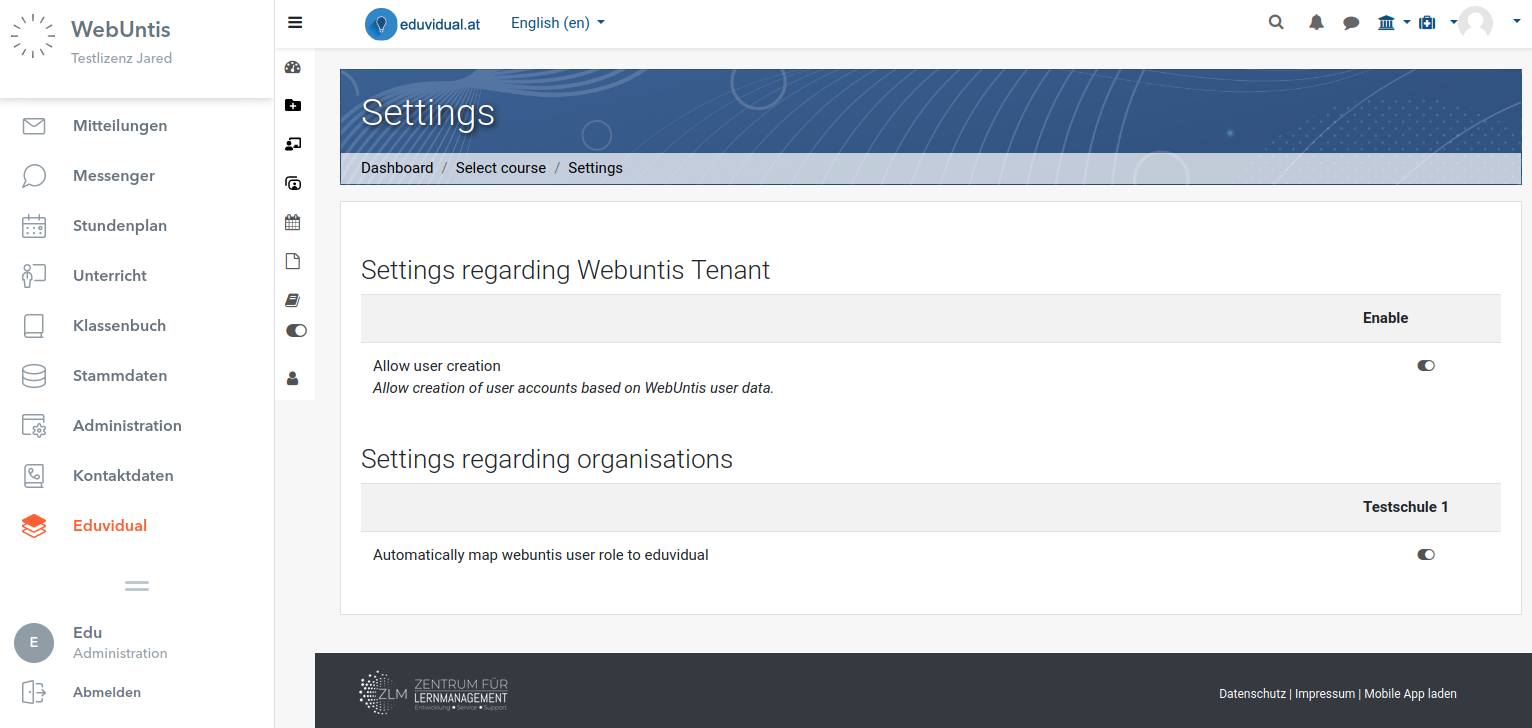 WebUntis
Testlizenz Jared
Mitteilungen
Messenger
Stundenplan
Unterricht
Klassenbuch
Stammdaten
Administration
Kontaktdaten
Eduvidual
E
Edu
Administration
Abmelden
eduvidual.at
English (en)
Settings
Dashboard / Select course / Settings
Settings regarding Webuntis Tenant
Enable
Allow user creation
Allow creation of user accounts based on WebUntis user data.
Settings regarding organisations
Testschule 1
Automatically map webuntis user role to eduvidual
ZLM
ZENTRUM FÜR
LERNMANAGEMENT
Entwicklung • Service • Support
Datenschutz | Impressum | Mobile App laden